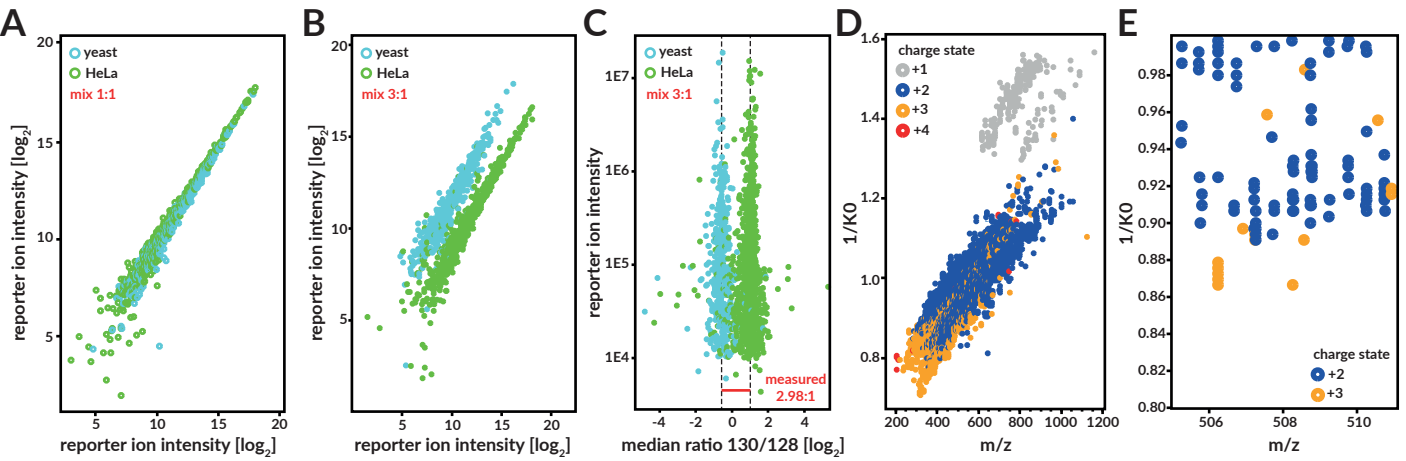 A
20
15
10
5
yeast
HeLa
mix 1:1
5
10
15
20
reporter ion intensity [log2]
reporter ion intensity [log2]
B
20
15
10
5
yeast
HeLa
mix 3:1
5
10
15
20
reporter ion intensity [log2]
reporter ion intensity [log2]
C
1E7
1E6
1E5
1E4
yeast
HeLa
mix 3:1
measured
2.98:1
-4
-2
0
2
4
reporter ion intensity
median ratio 130/128 [log2]
D
1.6
1.4
1.2
1.0
0.8
charge state
+1
+2
+3
+4
200
400
600
800
1000
1200
1/K0
m/z
E
0.98
0.96
0.94
0.92
0.90
0.88
0.86
0.84
0.82
0.80
charge state
+2
+3
506
508
510
1/K0
m/z